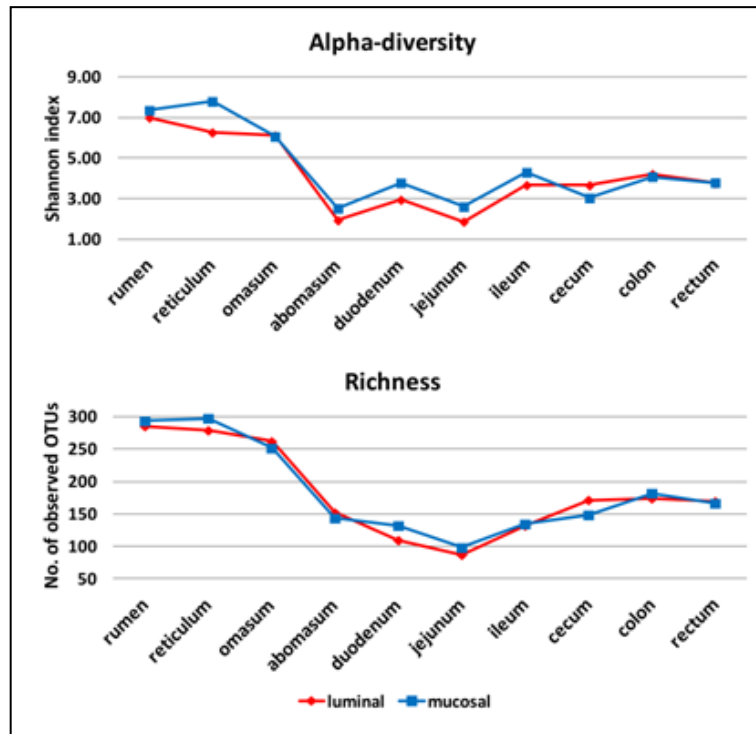 Alpha-diversity
Shannon index
9.00
7.00
5.00
3.00
1.00
rumen
reticulum
omasum
abomasum
duodenum
jejunum
ileum
cecum
colon
rectum
Richness
No. of observed OTUs
300
250
200
150
100
50
rumen
reticulum
omasum
abomasum
duodenum
jejunum
ileum
cecum
colon
rectum
luminal mucosal